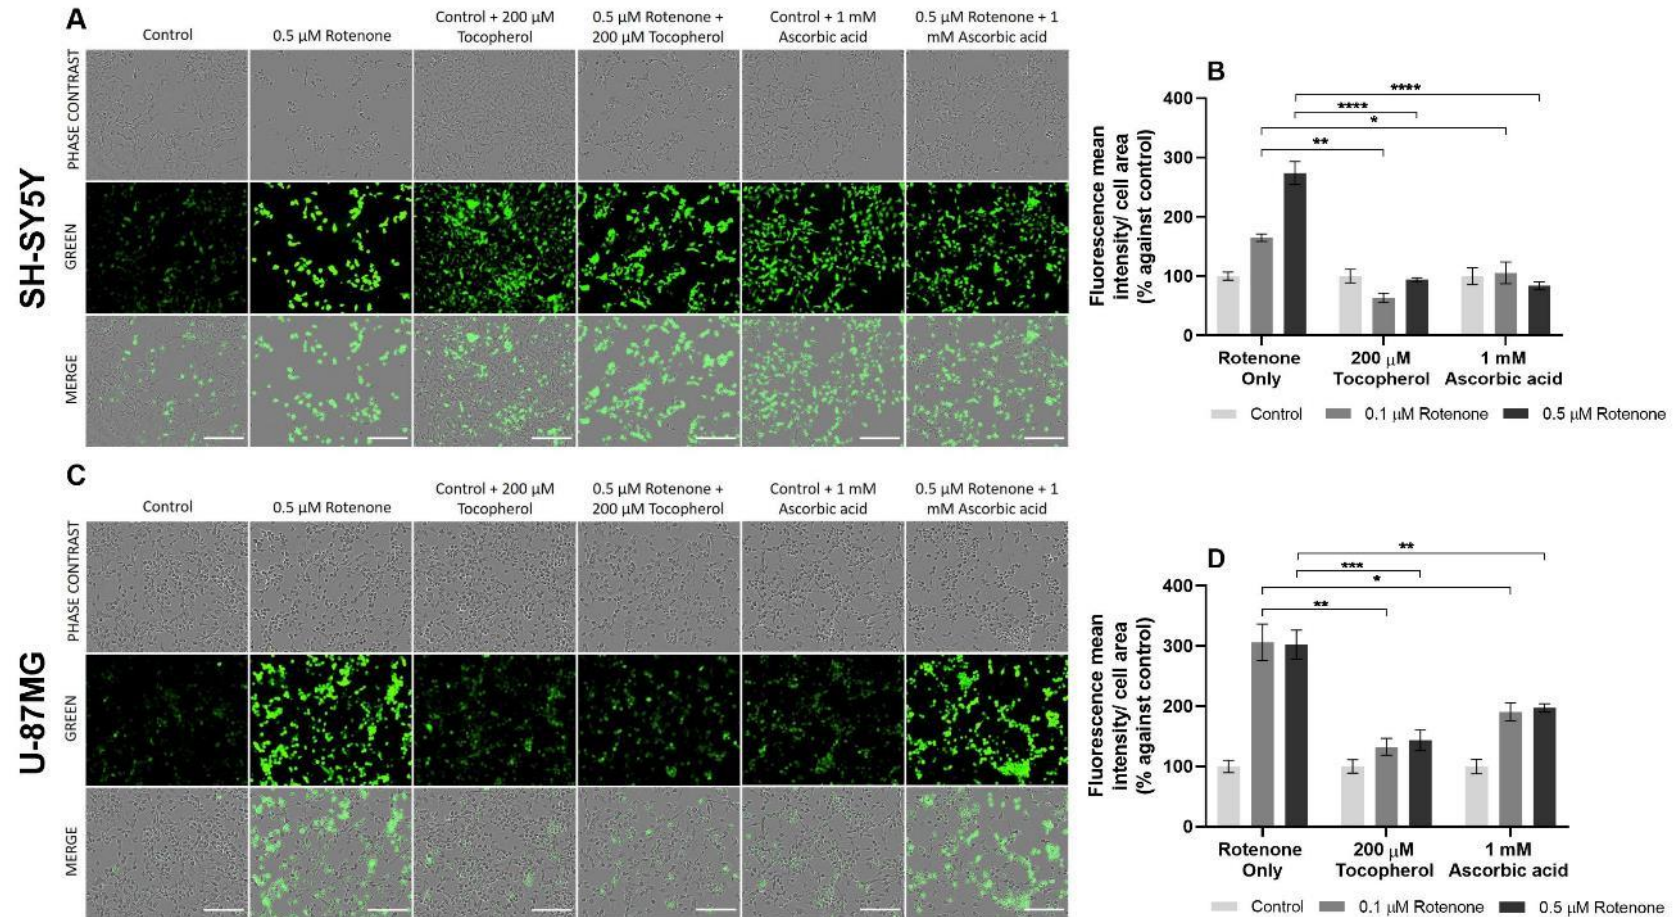 A
Control
0.5 µM Rotenone
Control + 200 µM
Tocopherol
0.5 µM Rotenone +
200 µM Tocopherol
Control + 1 mM
Ascorbic acid
0.5 µM Rotenone + 1
mM Ascorbic acid
SH-SY5Y
PHASE CONTRAST
GREEN
MERGE
B
Fluorescence mean
intensity/ cell area
(% against control)
400
300
200
100
0
****
****
*
**
Rotenone
Only
200 µM
Tocopherol
1 mM
Ascorbic acid
Control
0.1 µM Rotenone
0.5 µM Rotenone
C
Control
0.5 µM Rotenone
Control + 200 µM
Tocopherol
0.5 µM Rotenone +
200 µM Tocopherol
Control + 1 mM
Ascorbic acid
0.5 µM Rotenone + 1
mM Ascorbic acid
U-87MG
PHASE CONTRAST
GREEN
MERGE
D
Fluorescence mean
intensity/ cell area
(% against control)
400
300
200
100
0
**
***
*
**
Rotenone
Only
200 µM
Tocopherol
1 mM
Ascorbic acid
Control
0.1 µM Rotenone
0.5 µM Rotenone